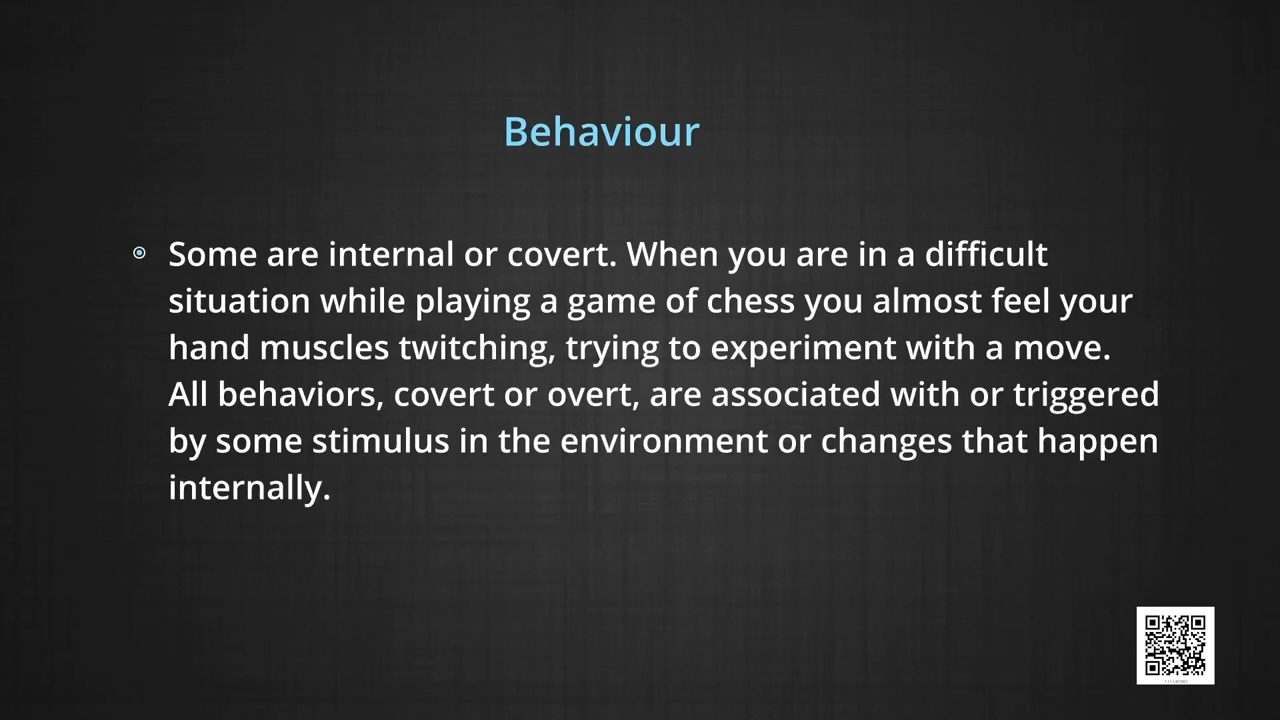 Behaviour
Some are internal or covert. When you are in a difficult
situation while playing a game of chess you almost feel your
hand muscles twitching, trying to experiment with a move.
All behaviors, covert or overt, are associated with or triggered
by some stimulus in the environment or changes that happen
internally.